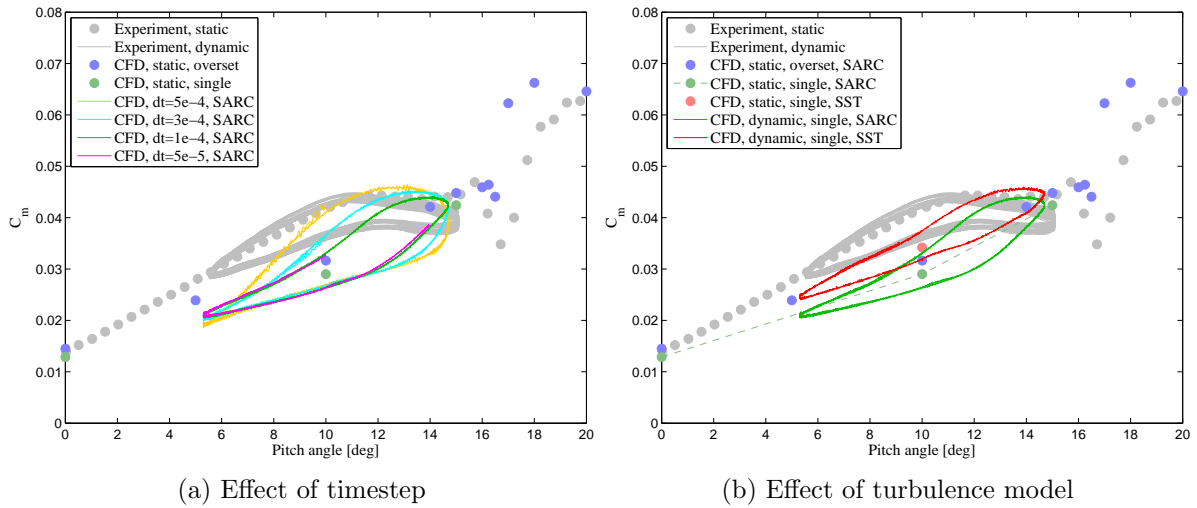 0.08
0.07
0.06
0.05
0.04
0.03
0.02
0.01
0
C_m
Experiment, static
Experiment, dynamic
CFD, static, overset
CFD, static, single
CFD, dt=5e−4, SARC
CFD, dt=3e−4, SARC
CFD, dt=1e−4, SARC
CFD, dt=5e−5, SARC
0 2 4 6 8 10 12 14 16 18 20
Pitch angle [deg]
(a) Effect of timestep
0.08
0.07
0.06
0.05
0.04
0.03
0.02
0.01
0
C_m
Experiment, static
Experiment, dynamic
CFD, static, overset, SARC
CFD, static, single, SARC
CFD, static, single, SST
CFD, dynamic, single, SARC
CFD, dynamic, single, SST
0 2 4 6 8 10 12 14 16 18 20
Pitch angle [deg]
(b) Effect of turbulence model